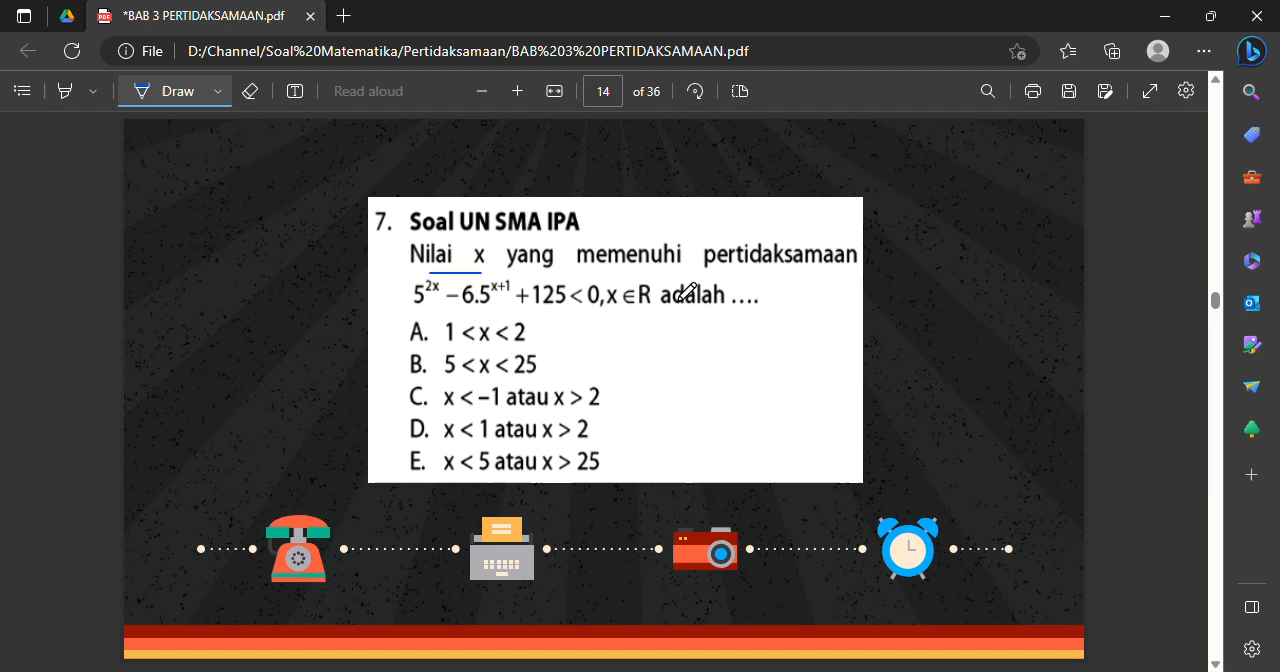 *BAB 3 PERTIDAKSAMAAN.pdf
File
D:/Channel/Soal%20Matematika/Pertidaksamaan/BAB%203%20PERTIDAKSAMAAN.pdf
Draw
Read aloud
14 of 36
7. Soal UN SMA IPA
Nilai x yang memenuhi pertidaksamaan
5^{2x} − 6.5^{x+1} + 125 < 0, x ∈ R adalah ....
A. 1 < x < 2
B. 5 < x < 25
C. x < −1 atau x > 2
D. x < 1 atau x > 2
E. x < 5 atau x > 25